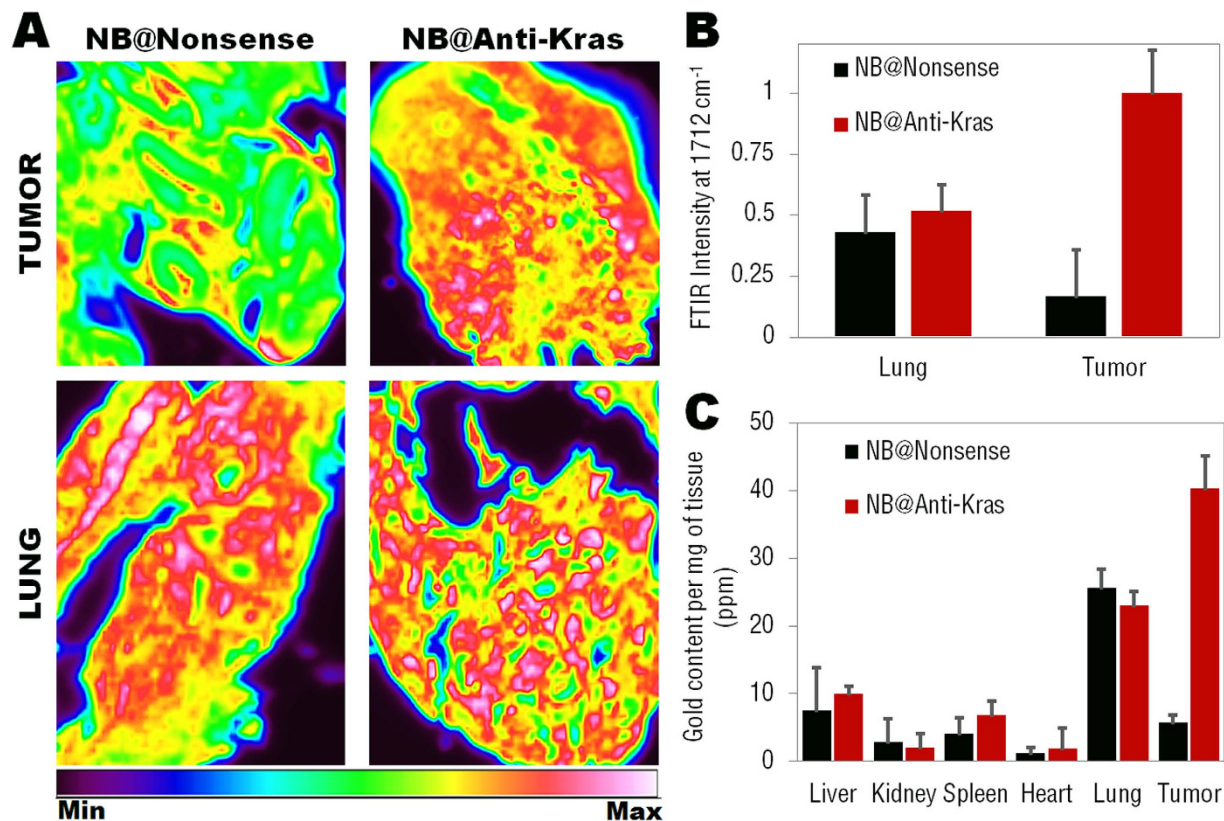 A
NB@Nonsense
NB@Anti-Kras
TUMOR
LUNG
Min
Max
B
NB@Nonsense
NB@Anti-Kras
FTIR Intensity at 1712 cm⁻¹
1
0.75
0.5
0.25
0
Lung
Tumor
C
NB@Nonsense
NB@Anti-Kras
Gold content per mg of tissue
(ppm)
50
40
30
20
10
0
Liver
Kidney
Spleen
Heart
Lung
Tumor